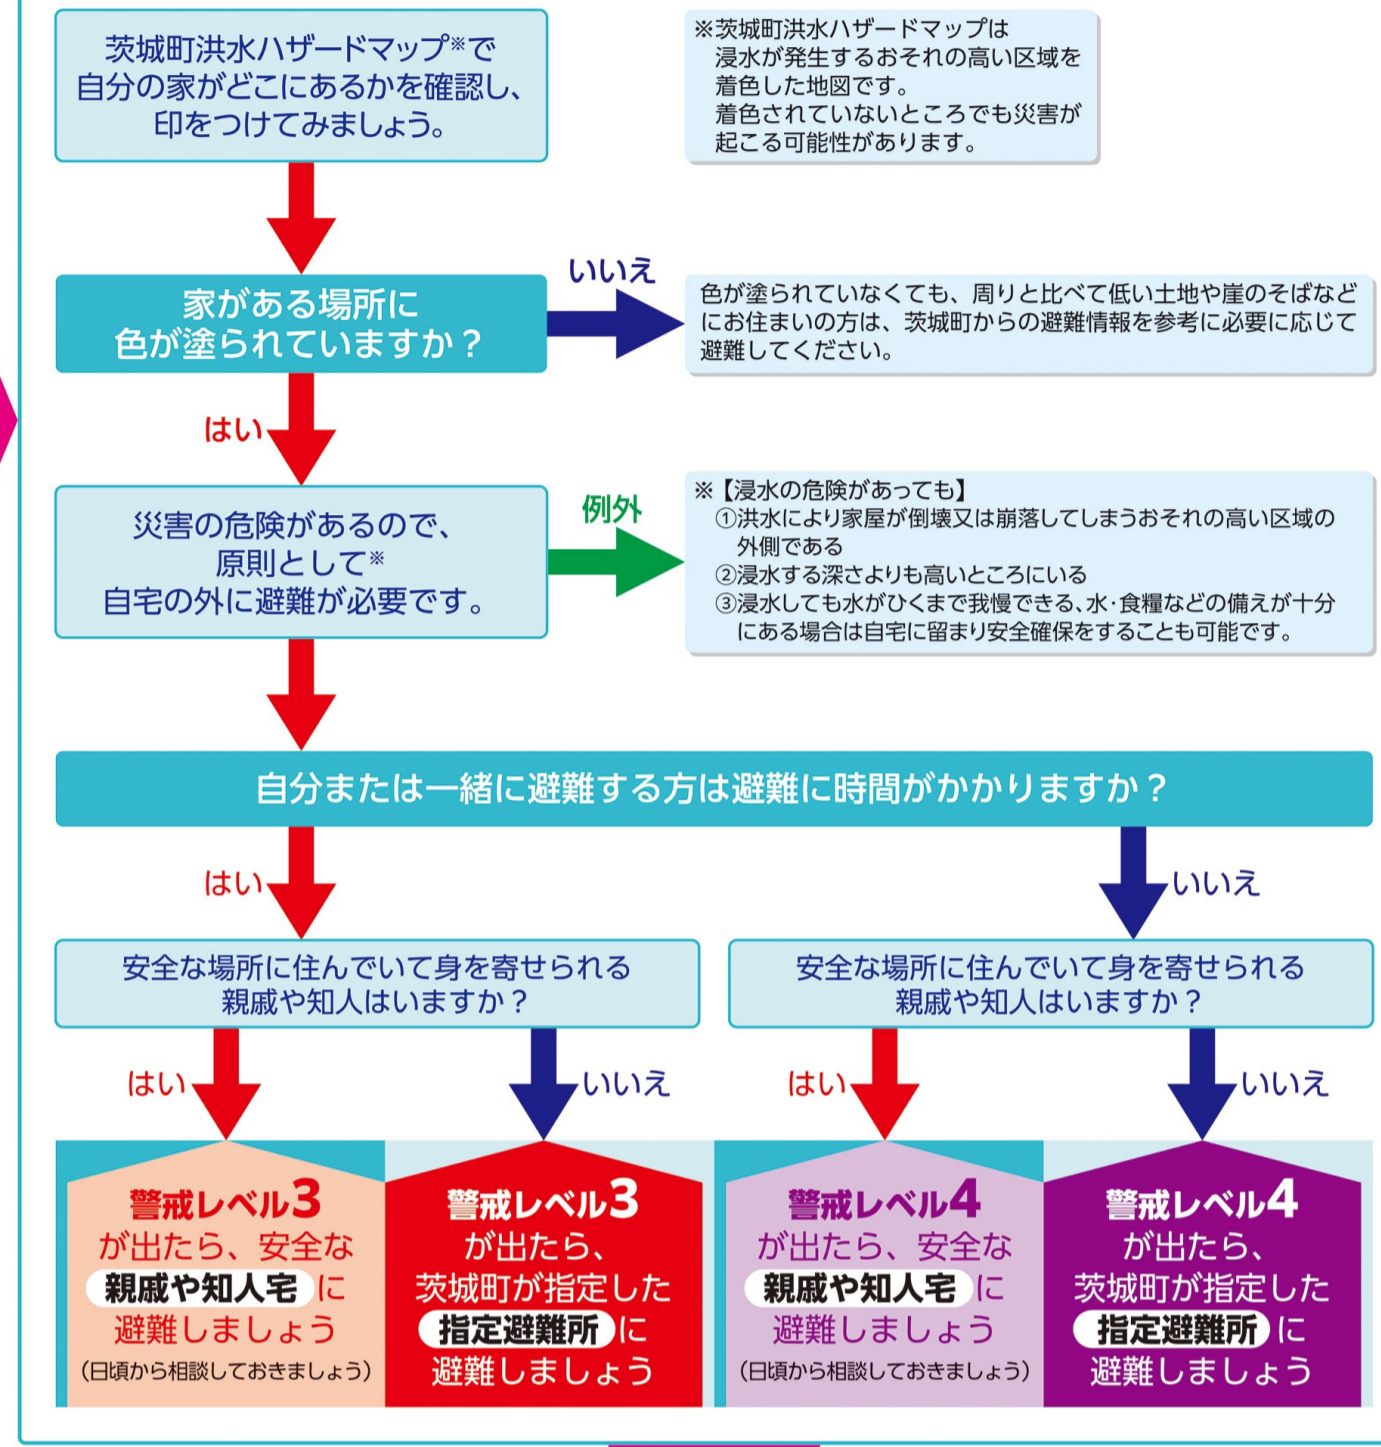 茨城町洪水ハザードマップ※で
自分の家がどこにあるかを確認し、
印をつけてみましょう。
※茨城町洪水ハザードマップは
浸水が発生するおそれの高い区域を
着色した地図です。
着色されていないところでも災害が
起こる可能性があります。
家がある場所に
色が塗られていますか？
いいえ
色が塗られていなくても、周りと比べて低い土地や崖のそばなど
にお住まいの方は、茨城町からの避難情報を参考に必要に応じて
避難してください。
はい
災害の危険があるので、
原則として※
自宅の外に避難が必要です。
例外
※【浸水の危険があっても】
①洪水により家屋が倒壊又は崩落してしまうおそれの高い区域の
外側である
②浸水する深さよりも高いところにいる
③浸水しても水がひくまで我慢できる、水・食糧などの備えが十分
にある場合は自宅に留まり安全確保をすることも可能です。
自分または一緒に避難する方は避難に時間がかかりますか？
はい
いいえ
安全な場所に住んでいて身を寄せられる
親戚や知人はいますか？
安全な場所に住んでいて身を寄せられる
親戚や知人はいますか？
はい
いいえ
はい
いいえ
警戒レベル3
が出たら、安全な
親戚や知人宅に
避難しましょう
（日頃から相談しておきましょう）
警戒レベル3
が出たら、
茨城町が指定した
指定避難所に
避難しましょう
警戒レベル4
が出たら、安全な
親戚や知人宅に
避難しましょう
（日頃から相談しておきましょう）
警戒レベル4
が出たら、
茨城町が指定した
指定避難所に
避難しましょう